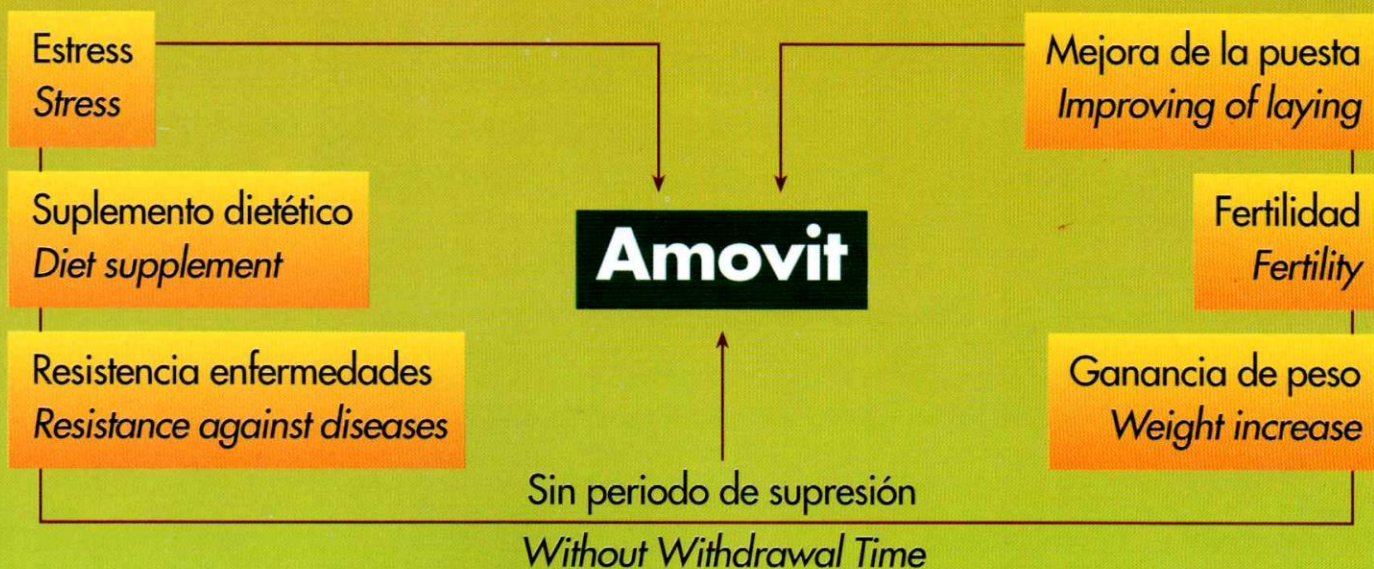 Estress
Stress
Suplemento dietético
Diet supplement
Resistencia enfermedades
Resistance against diseases
Amovit
Mejora de la puesta
Improving of laying
Fertilidad
Fertility
Ganancia de peso
Weight increase
Sin periodo de supresión
Without Withdrawal Time